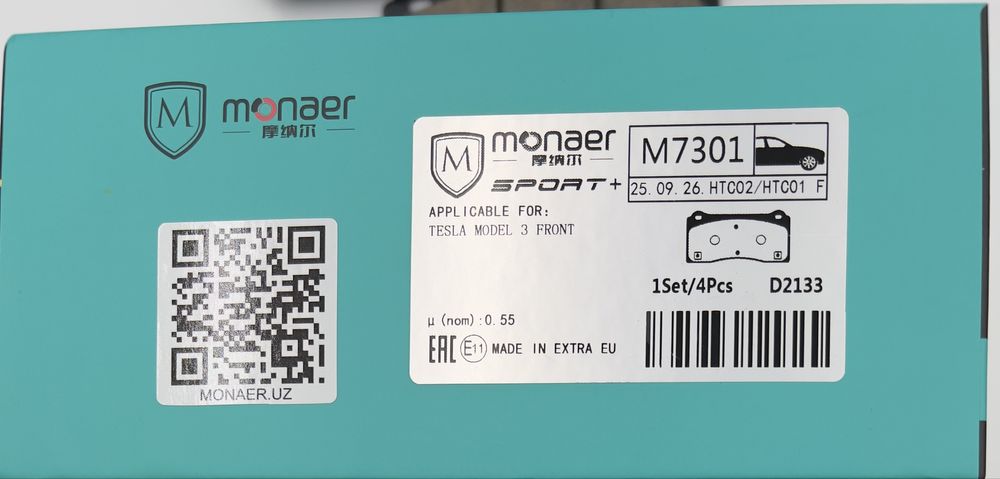 M monaer
摩纳尔
MONAER.UZ
M monaer
摩纳尔
SPORT+
M7301
25. 09. 26. HTC02/HTC01 F
APPLICABLE FOR:
TESLA MODEL 3 FRONT
1Set/4Pcs D2133
μ (nom) :0.55
EAC E11 MADE IN EXTRA EU